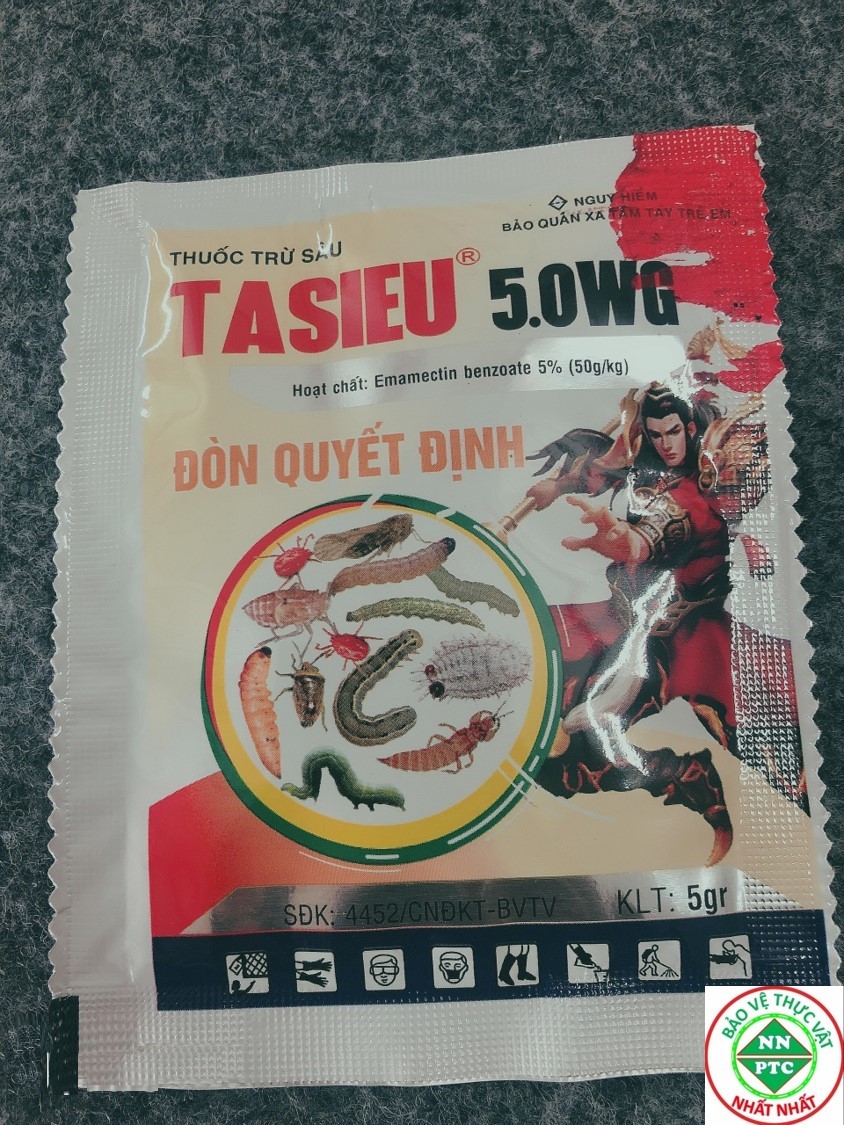 NGUY HIỂM
BẢO QUẢN XA TẦM TAY TRẺ EM
THUỐC TRỪ SÂU
TASIEU® 5.0WG
Hoạt chất: Emamectin benzoate 5% (50g/kg)
ĐÒN QUYẾT ĐỊNH
SĐK: 4452/CNĐKT-BVTV KLT: 5gr
BẢO VỆ THỰC VẬT
NN
PTC
NHẤT NHẤT